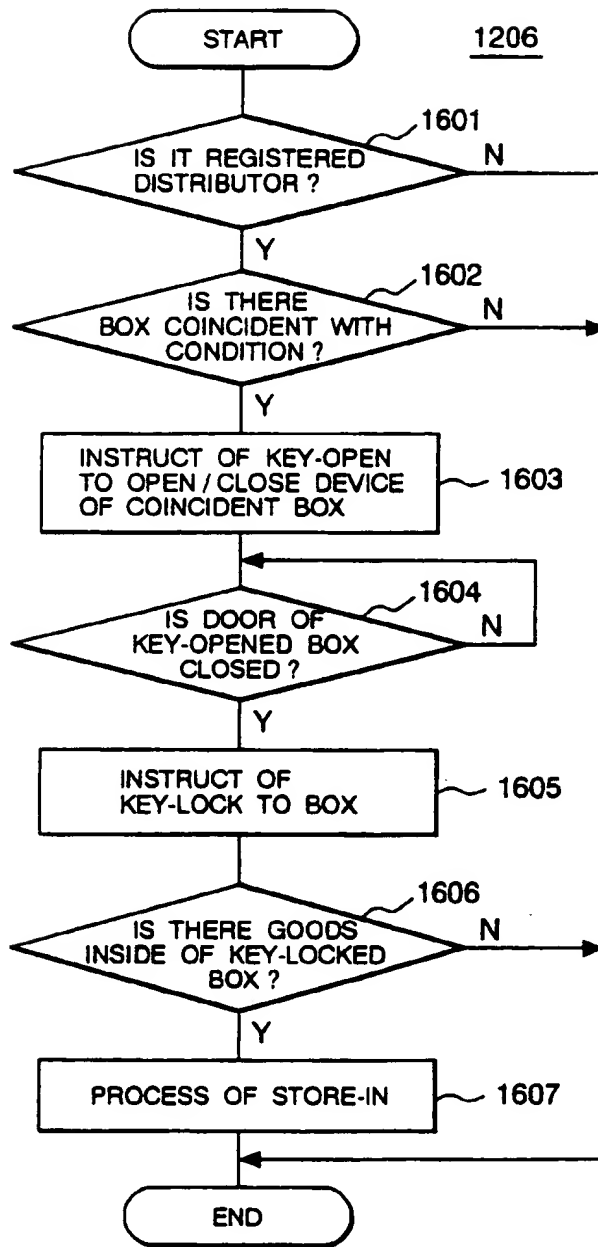 START
1206
1601
IS IT REGISTERED
DISTRIBUTOR ?
N
Y
1602
IS THERE
BOX COINCIDENT WITH
CONDITION ?
N
Y
INSTRUCT OF KEY-OPEN
TO OPEN / CLOSE DEVICE
OF COINCIDENT BOX
1603
1604
IS DOOR OF
KEY-OPENED BOX
CLOSED ?
N
Y
INSTRUCT OF
KEY-LOCK TO BOX
1605
1606
IS THERE GOODS
INSIDE OF KEY-LOCKED
BOX ?
N
Y
PROCESS OF STORE-IN
1607
END